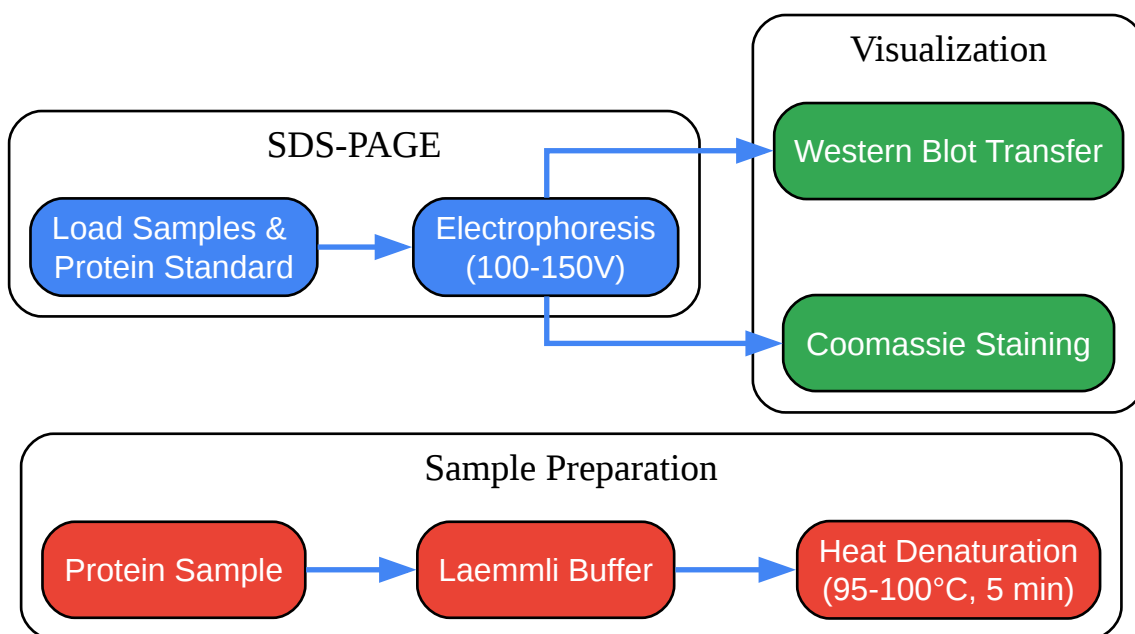 Visualization
Western Blot Transfer
SDS-PAGE
Load Samples &
Protein Standard
Electrophoresis
(100-150V)
Coomassie Staining
Sample Preparation
Protein Sample
Laemmli Buffer
Heat Denaturation
(95-100°C, 5 min)